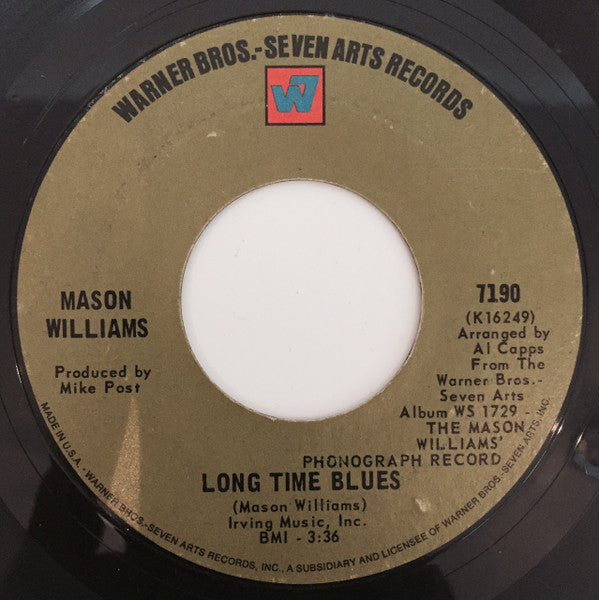 WARNER BROS.-SEVEN ARTS RECORDS
W7
MASON
WILLIAMS
Produced by
Mike Post
7190
(K16249)
Arranged by
Al Capps
From The
Warner Bros.-
Seven Arts
Album WS 1729 -
THE MASON
WILLIAMS'
PHONOGRAPH RECORD
LONG TIME BLUES
(Mason Williams)
Irving Music, Inc.
BMI - 3:36
MADE IN U.S.A. - WARNER BROS.-SEVEN ARTS RECORDS, INC., A SUBSIDIARY AND LICENSEE OF WARNER BROS.-SEVEN ARTS, INC.